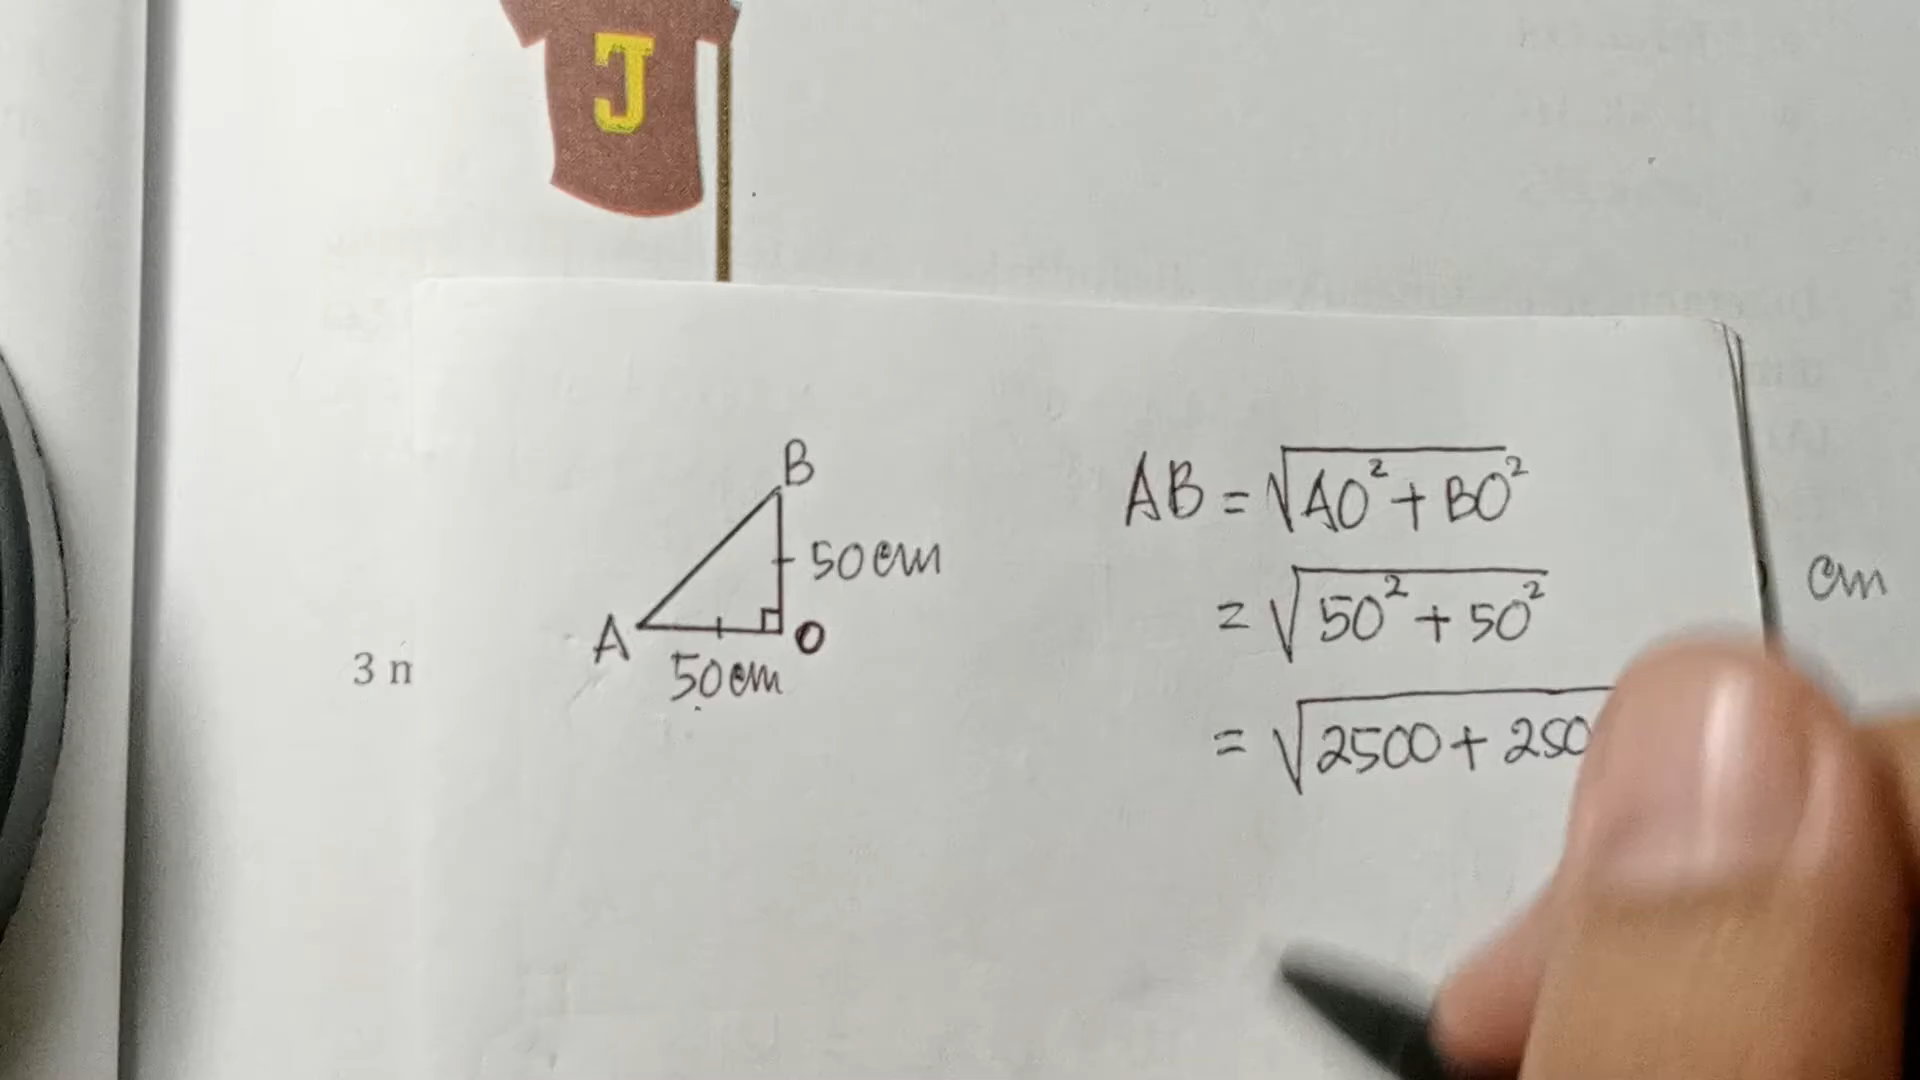 J
B
50cm
A
O
50cm
3 n
AB = √AO² + BO²
= √50² + 50²
= √2500 + 250
cm